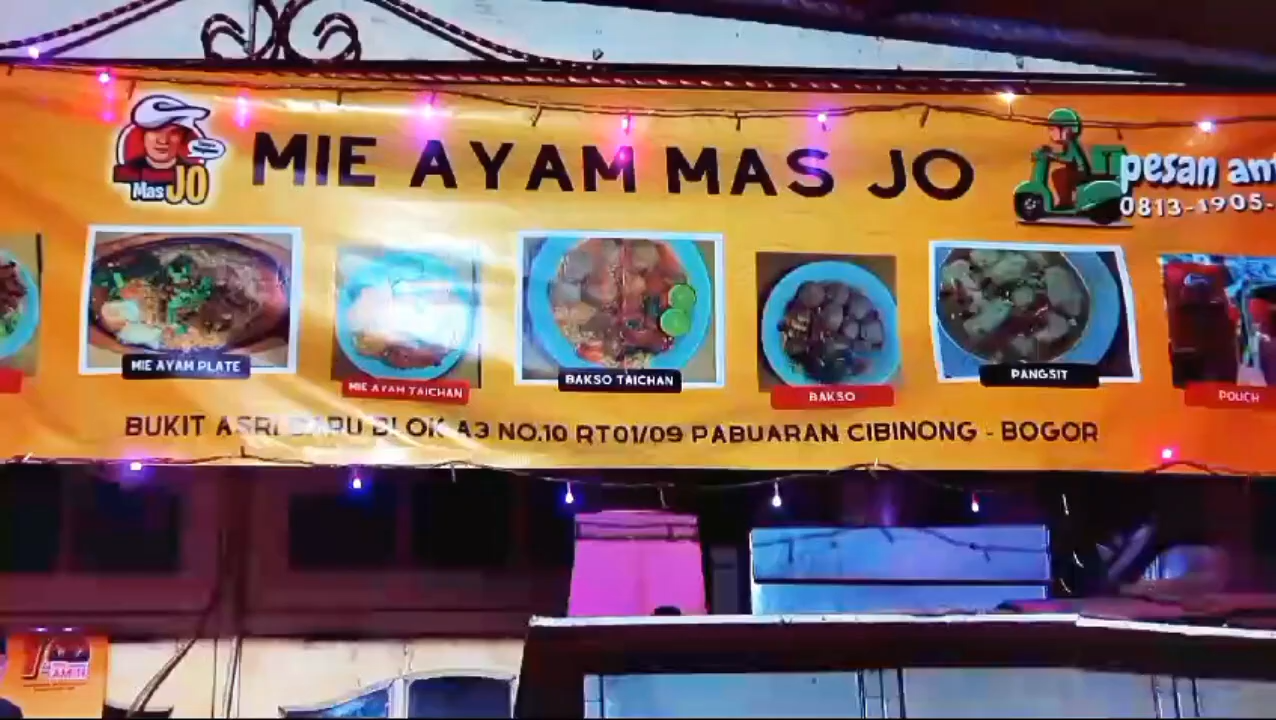 Mas JO
MIE AYAM MAS JO
pesan
0813-1905-
MIE AYAM PLATE
MIE AYAM TAICHAN
BAKSO TAICHAN
BAKSO
PANGSIT
POUCH
BUKIT ASRI BARU BLOK A3 NO.10 RT01/09 PABUARAN CIBINONG - BOGOR